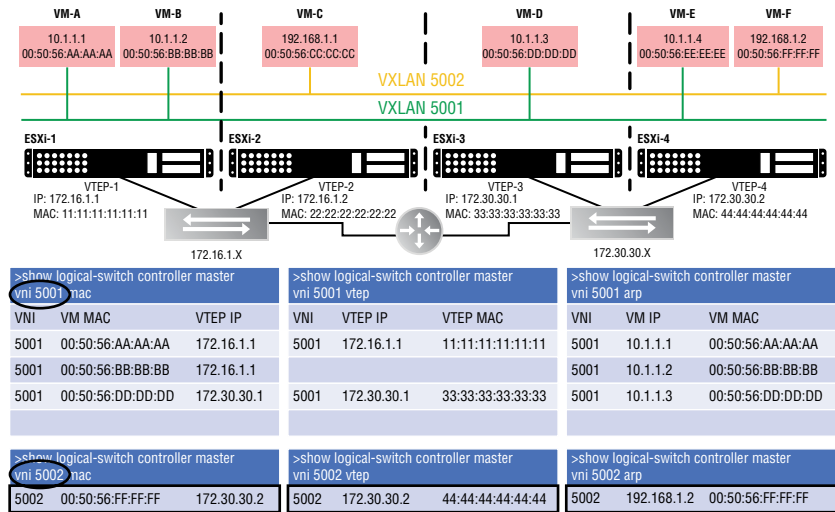 VM-A VM-B VM-C VM-D VM-E VM-F
10.1.1.1 10.1.1.2 192.168.1.1 10.1.1.3 10.1.1.4 192.168.1.2
00:50:56:AA:AA:AA 00:50:56:BB:BB:BB 00:50:56:CC:CC:CC 00:50:56:DD:DD:DD 00:50:56:EE:EE:EE 00:50:56:FF:FF:FF
VXLAN 5002
VXLAN 5001
ESXi-1 ESXi-2 ESXi-3 ESXi-4
VTEP-1 VTEP-2 VTEP-3 VTEP-4
IP: 172.16.1.1 IP: 172.16.1.2 IP: 172.30.30.1 IP: 172.30.30.2
MAC: 11:11:11:11:11:11 MAC: 22:22:22:22:22:22 MAC: 33:33:33:33:33:33 MAC: 44:44:44:44:44:44
172.16.1.X 172.30.30.X
>show logical-switch controller master >show logical-switch controller master >show logical-switch controller master
vni 5001 mac vni 5001 vtep vni 5001 arp
VNI VM MAC VTEP IP VNI VTEP IP VTEP MAC VNI VM IP VM MAC
5001 00:50:56:AA:AA:AA 172.16.1.1 5001 172.16.1.1 11:11:11:11:11:11 5001 10.1.1.1 00:50:56:AA:AA:AA
5001 00:50:56:BB:BB:BB 172.16.1.1 5001 10.1.1.2 00:50:56:BB:BB:BB
5001 00:50:56:DD:DD:DD 172.30.30.1 5001 172.30.30.1 33:33:33:33:33:33 5001 10.1.1.3 00:50:56:DD:DD:DD
>show logical-switch controller master >show logical-switch controller master >show logical-switch controller master
vni 5002 mac vni 5002 vtep vni 5002 arp
5002 00:50:56:FF:FF:FF 172.30.30.2 5002 172.30.30.2 44:44:44:44:44:44 5002 192.168.1.2 00:50:56:FF:FF:FF